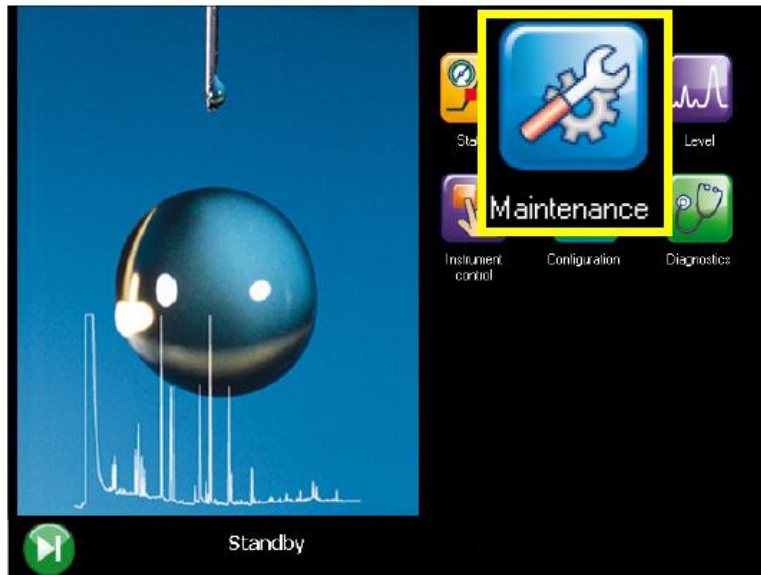 Maintenance
Level
Instrument
control
Configuration
Diagnostics
Standby